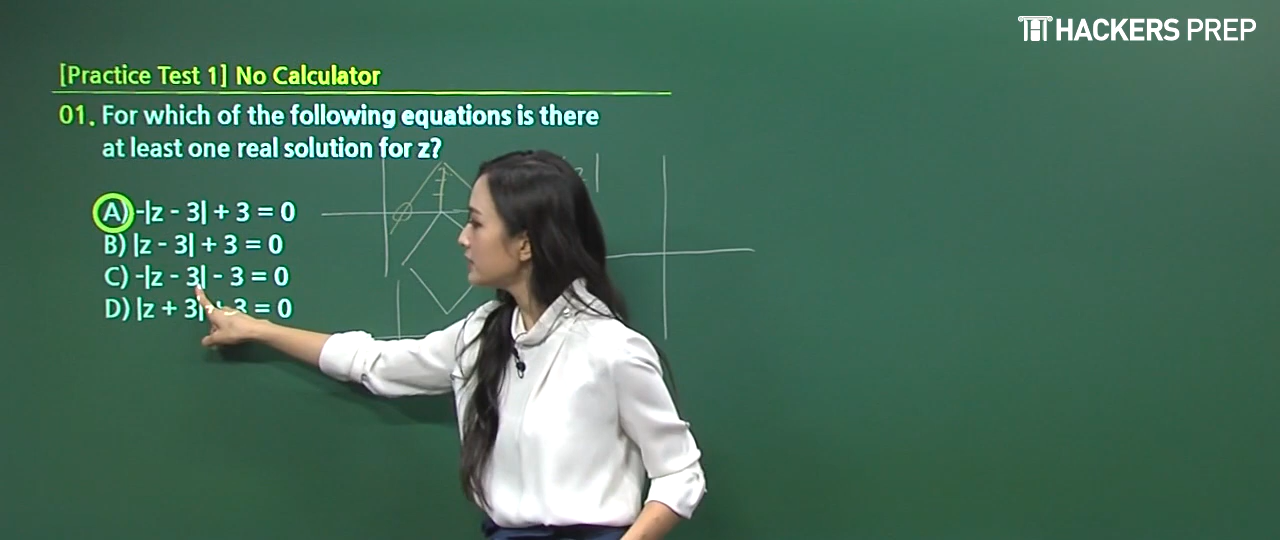 HACKERS PREP
[Practice Test 1] No Calculator
01. For which of the following equations is there
at least one real solution for z?
A) -|z - 3| + 3 = 0
B) |z - 3| + 3 = 0
C) -|z - 3| - 3 = 0
D) |z + 3| + 3 = 0
z|